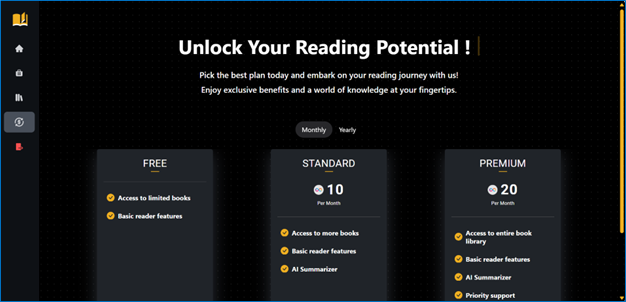 Unlock Your Reading Potential !
Pick the best plan today and embark on your reading journey with us!
Enjoy exclusive benefits and a world of knowledge at your fingertips.
Monthly Yearly
FREE
Access to limited books
Basic reader features
STANDARD
10
Per Month
Access to more books
Basic reader features
AI Summarizer
PREMIUM
20
Per Month
Access to entire book
library
Basic reader features
AI Summarizer
Priority support